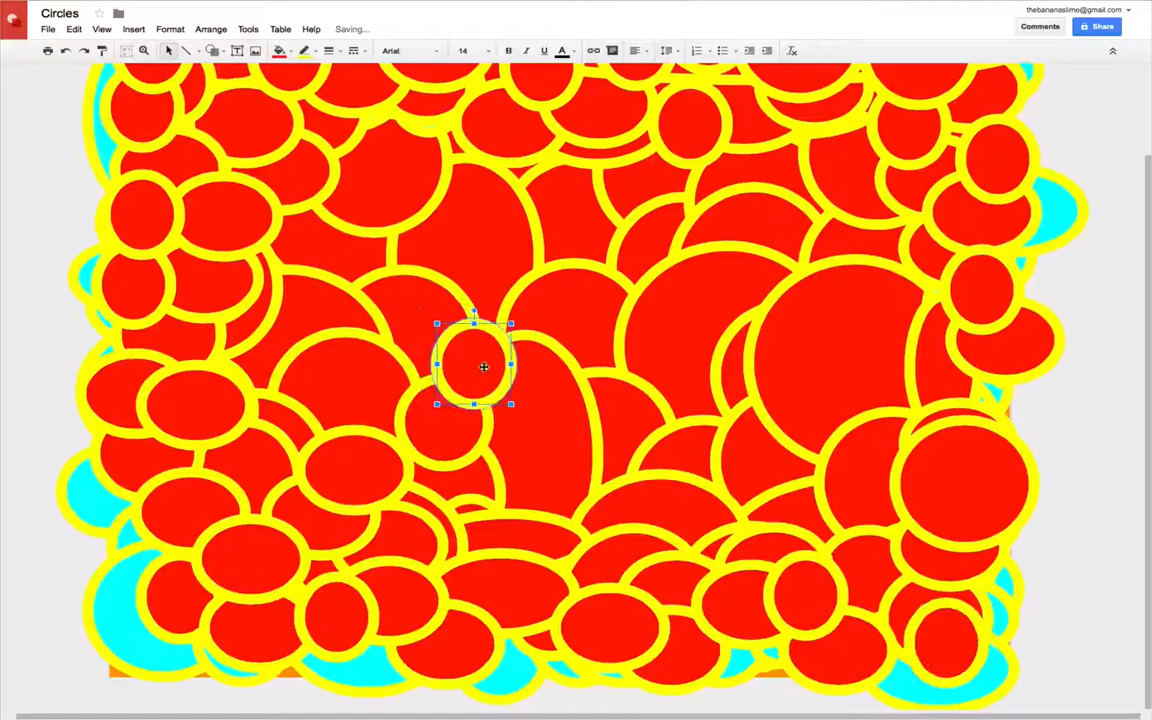 Circles
thebananaslime@gmail.com
File Edit View Insert Format Arrange Tools Table Help Saving...
Comments
Share
Arial 14 B I U A